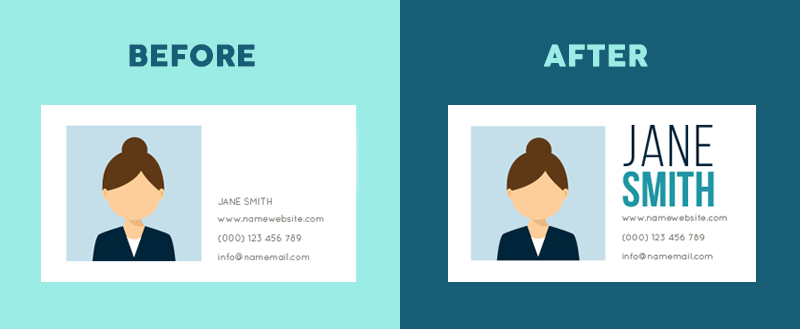 BEFORE
JANE SMITH
www.namewebsite.com
(000) 123 456 789
info@namemail.com
AFTER
JANE
SMITH
www.namewebsite.com
(000) 123 456 789
info@namemail.com